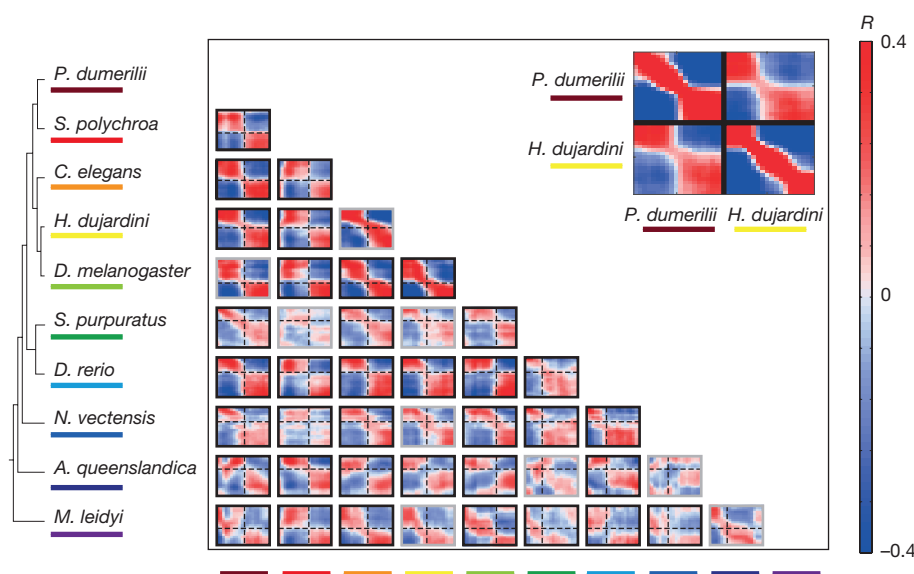 R
0.4
P. dumerilii
P. dumerilii
S. polychroa
C. elegans
H. dujardini
H. dujardini
P. dumerilii H. dujardini
D. melanogaster
0
S. purpuratus
D. rerio
N. vectensis
A. queenslandica
M. leidyi
–0.4